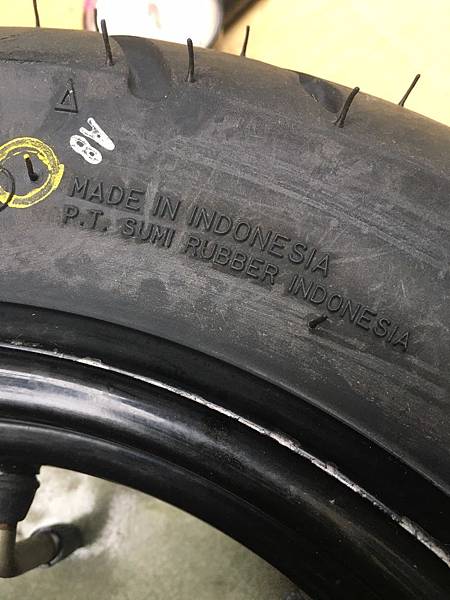 MADE IN INDONESIA
P.T. SUMI RUBBER INDONESIA